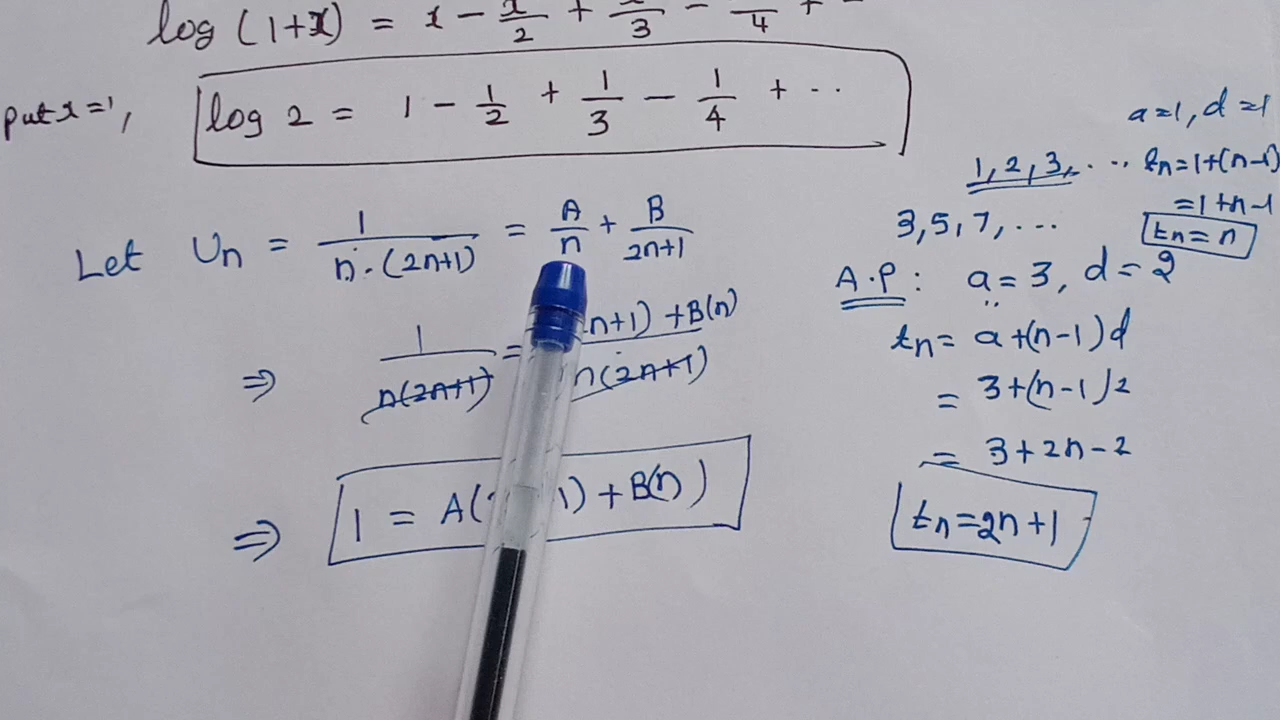 log (1+x) = x - x/2 + /3 - /4 +
put x=1, log 2 = 1 - 1/2 + 1/3 - 1/4 + ..
a=1, d=1
1, 2, 3, ... tn=1+(n-1)
=1+n-1
tn=n
3, 5, 7, ...
Let Un = 1/(n·(2n+1)) = A/n + B/(2n+1)
A.P: a=3, d=2
⇒ 1/(n(2n+1)) = n+1)+B(n)/(n(2n+1))
tn= a+(n-1)d
= 3+(n-1)2
= 3+2n-2
⇒ 1 = A( 1)+B(n)
tn=2n+1